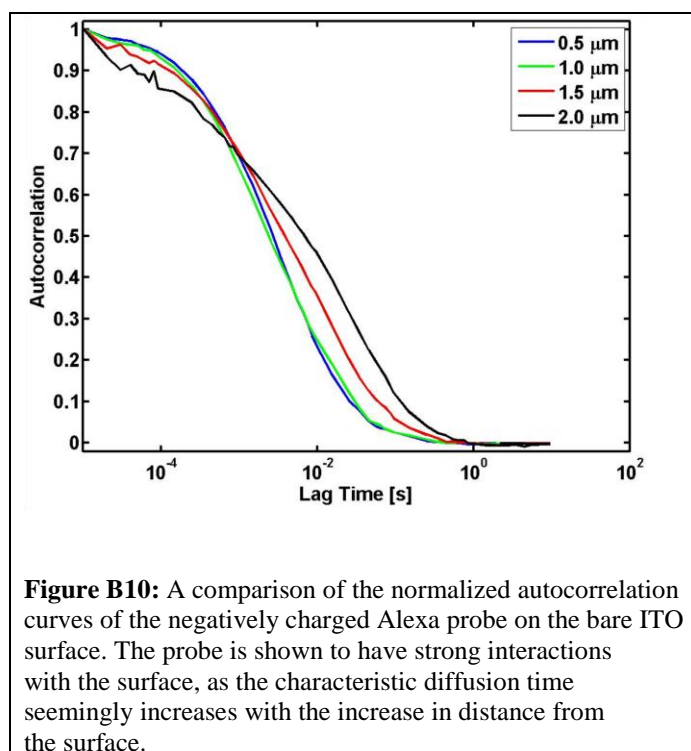 1
0.9
0.8
0.7
0.6
0.5
0.4
0.3
0.2
0.1
0
Autocorrelation
0.5 μm
1.0 μm
1.5 μm
2.0 μm
10⁻⁴
10⁻²
10⁰
10²
Lag Time [s]
Figure B10: A comparison of the normalized autocorrelation
curves of the negatively charged Alexa probe on the bare ITO
surface. The probe is shown to have strong interactions
with the surface, as the characteristic diffusion time
seemingly increases with the increase in distance from
the surface.